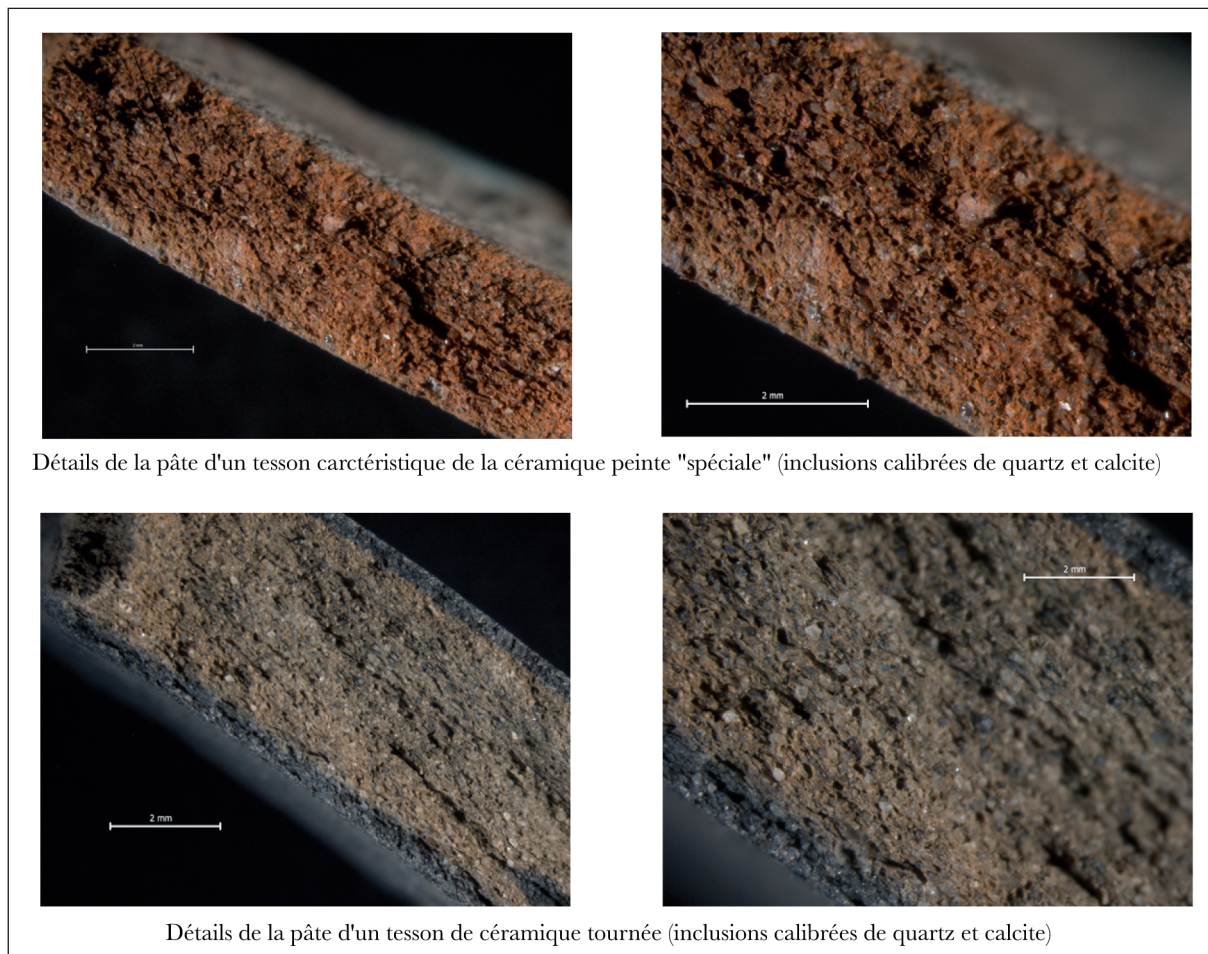 2 mm
2 mm
Détails de la pâte d'un tesson carctéristique de la céramique peinte "spéciale" (inclusions calibrées de quartz et calcite)
2 mm
2 mm
Détails de la pâte d'un tesson de céramique tournée (inclusions calibrées de quartz et calcite)